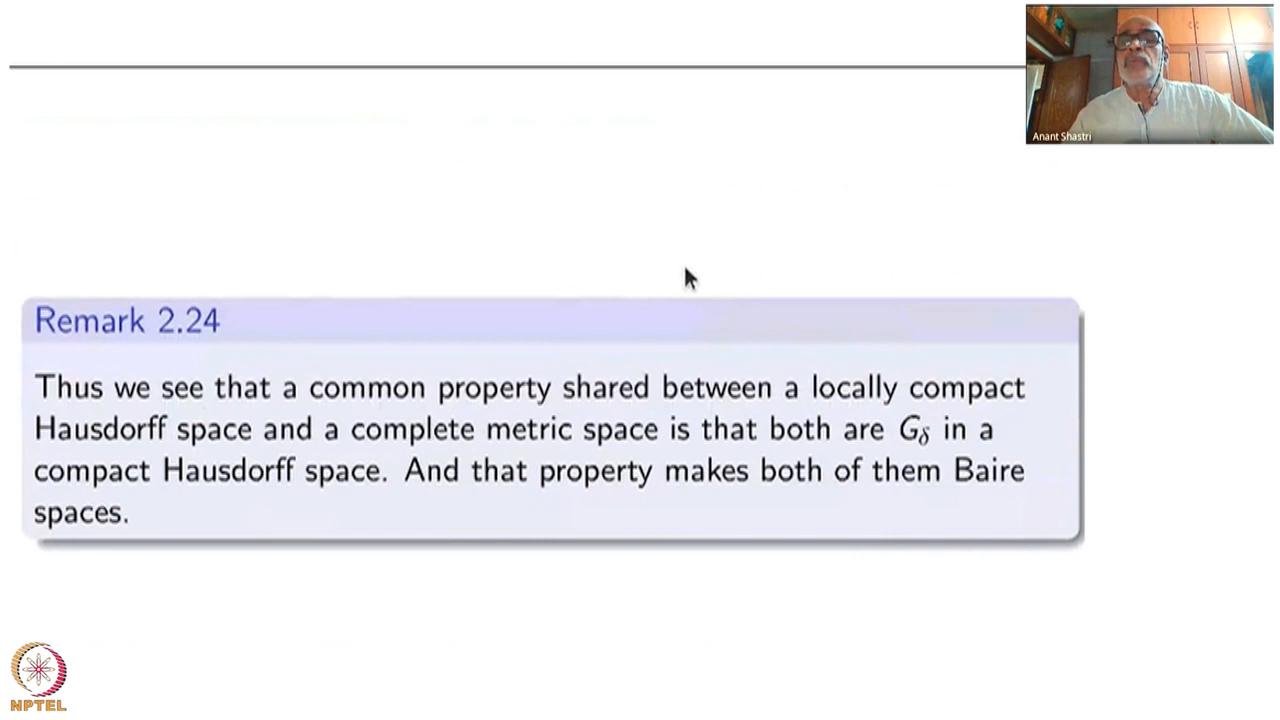 Anant Shastri
Remark 2.24
Thus we see that a common property shared between a locally compact
Hausdorff space and a complete metric space is that both are G_δ in a
compact Hausdorff space. And that property makes both of them Baire
spaces.
NPTEL